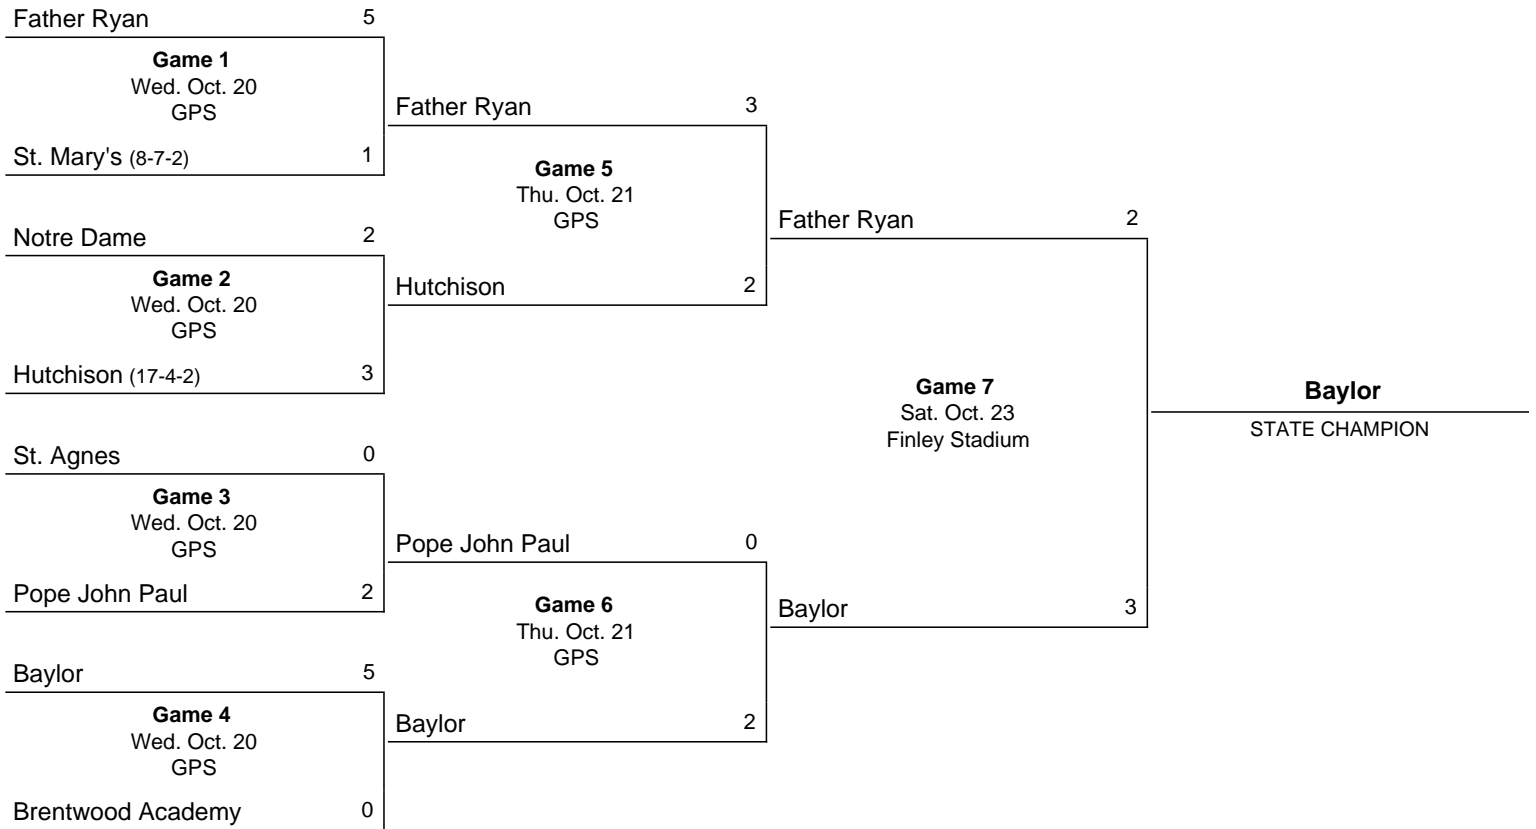 Father Ryan 5
Game 1
Wed. Oct. 20
GPS
St. Mary's (8-7-2) 1
Notre Dame 2
Game 2
Wed. Oct. 20
GPS
Hutchison (17-4-2) 3
St. Agnes 0
Game 3
Wed. Oct. 20
GPS
Pope John Paul 2
Baylor 5
Game 4
Wed. Oct. 20
GPS
Brentwood Academy 0
Father Ryan 3
Game 5
Thu. Oct. 21
GPS
Hutchison 2
Pope John Paul 0
Game 6
Thu. Oct. 21
GPS
Baylor 2
Father Ryan 2
Game 7
Sat. Oct. 23
Finley Stadium
Baylor 3
Baylor
STATE CHAMPION